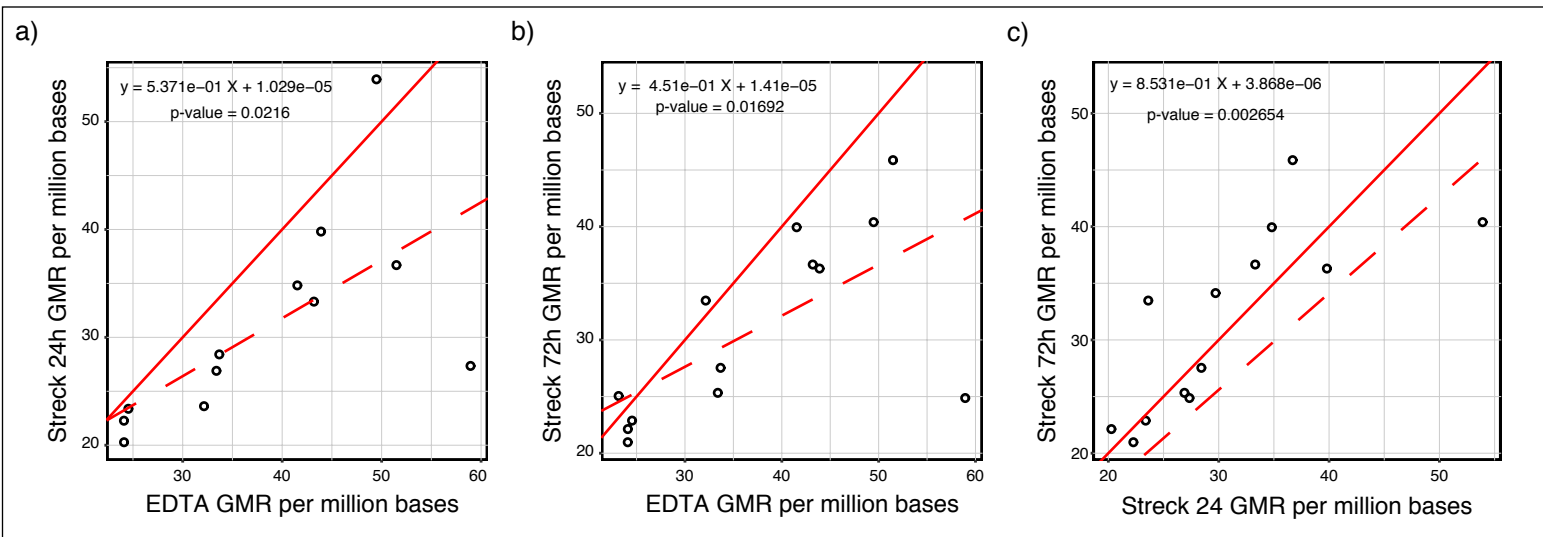 a)
y = 5.371e−01 X + 1.029e−05
p−value = 0.0216
Streck 24h GMR per million bases
50
40
30
20
30
40
50
60
EDTA GMR per million bases
b)
y = 4.51e−01 X + 1.41e−05
p−value = 0.01692
Streck 72h GMR per million bases
50
40
30
20
30
40
50
60
EDTA GMR per million bases
c)
y = 8.531e−01 X + 3.868e−06
p−value = 0.002654
Streck 72h GMR per million bases
50
40
30
20
20
30
40
50
Streck 24 GMR per million bases